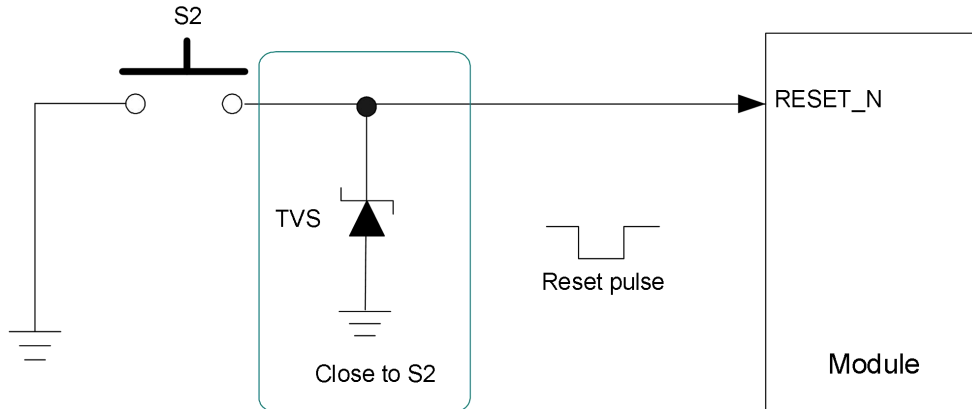 S2
RESET_N
TVS
Reset pulse
Close to S2
Module